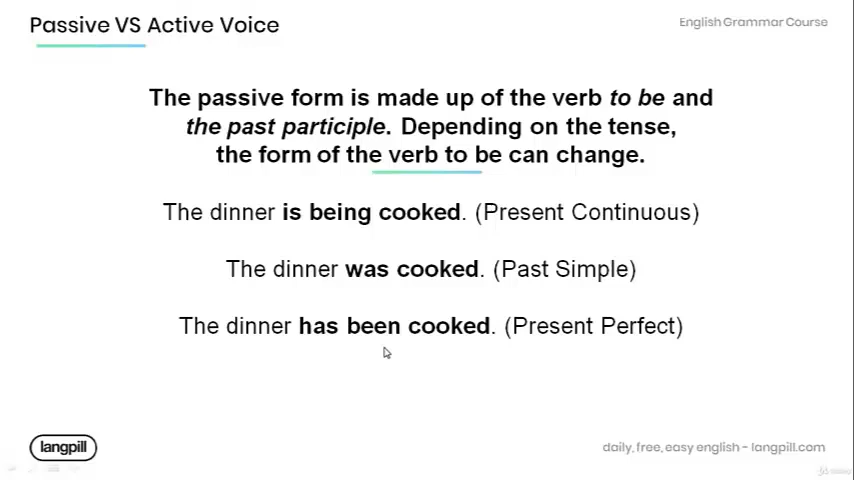 Passive VS Active Voice
English Grammar Course
The passive form is made up of the verb to be and
the past participle. Depending on the tense,
the form of the verb to be can change.
The dinner is being cooked. (Present Continuous)
The dinner was cooked. (Past Simple)
The dinner has been cooked. (Present Perfect)
langpill
daily, free, easy english - langpill.com